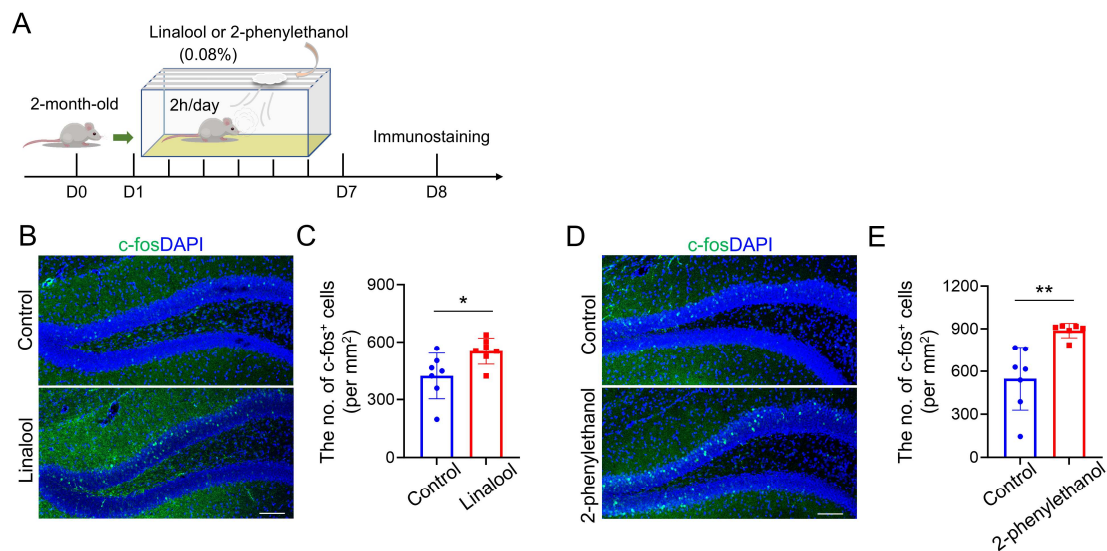 A
Linalool or 2-phenylethanol
(0.08%)
2-month-old
2h/day
Immunostaining
D0
D1
D7
D8
B
c-fosDAPI
Control
Linalool
C
The no. of c-fos⁺ cells
(per mm²)
900
600
300
0
*
Control
Linalool
D
c-fosDAPI
Control
2-phenylethanol
E
The no. of c-fos⁺ cells
(per mm²)
1200
900
600
300
0
**
Control
2-phenylethanol